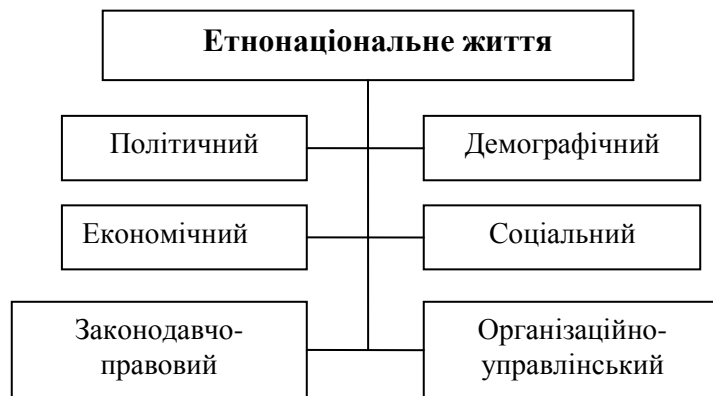 Етнонаціональне життя
Політичний
Демографічний
Економічний
Соціальний
Законодавчо-
правовий
Організаційно-
управлінський